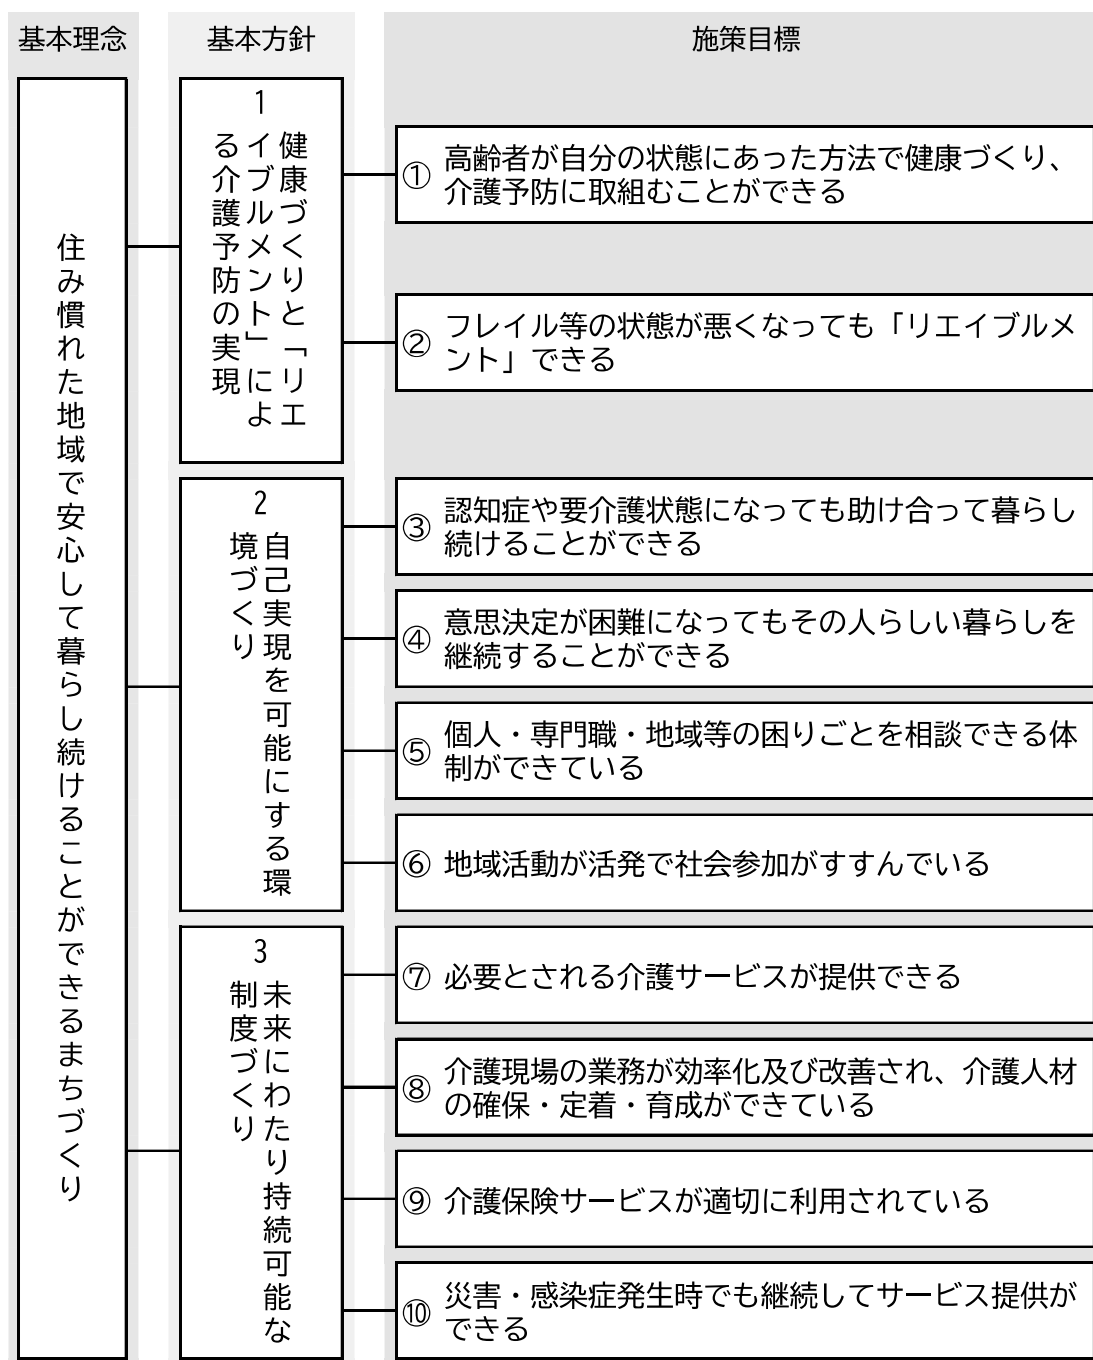 基本理念
基本方針
施策目標
住み慣れた地域で安心して暮らし続けることができるまちづくり
1
健康づくりと「リエ
イブルメント」によ
る介護予防の実現
① 高齢者が自分の状態にあった方法で健康づくり、
介護予防に取組むことができる
② フレイル等の状態が悪くなっても「リエイブルメ
ント」できる
2
自己実現を可能にする環
境づくり
③ 認知症や要介護状態になっても助け合って暮らし
続けることができる
④ 意思決定が困難になってもその人らしい暮らしを
継続することができる
⑤ 個人・専門職・地域等の困りごとを相談できる体
制ができている
⑥ 地域活動が活発で社会参加がすすんでいる
3
未来にわたり持続可能な
制度づくり
⑦ 必要とされる介護サービスが提供できる
⑧ 介護現場の業務が効率化及び改善され、介護人材
の確保・定着・育成ができている
⑨ 介護保険サービスが適切に利用されている
⑩ 災害・感染症発生時でも継続してサービス提供が
できる